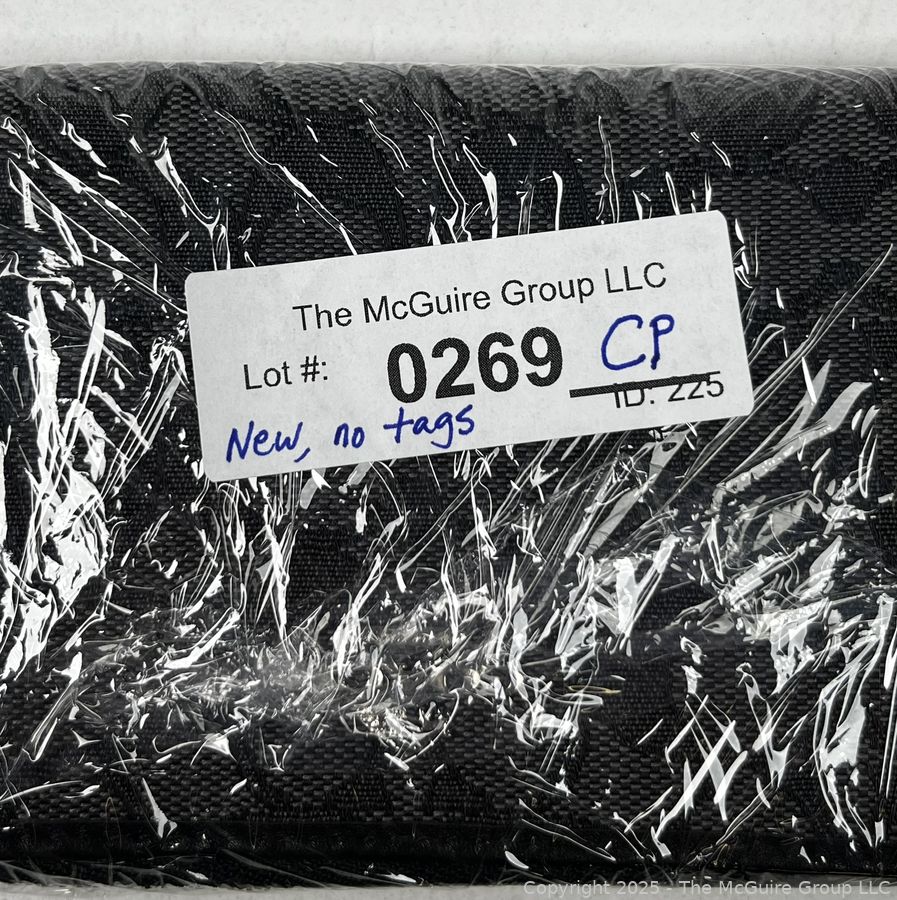 The McGuire Group LLC
Lot #: 0269 CP
ID: 225
New, no tags
Copyright 2025 - The McGuire Group LLC